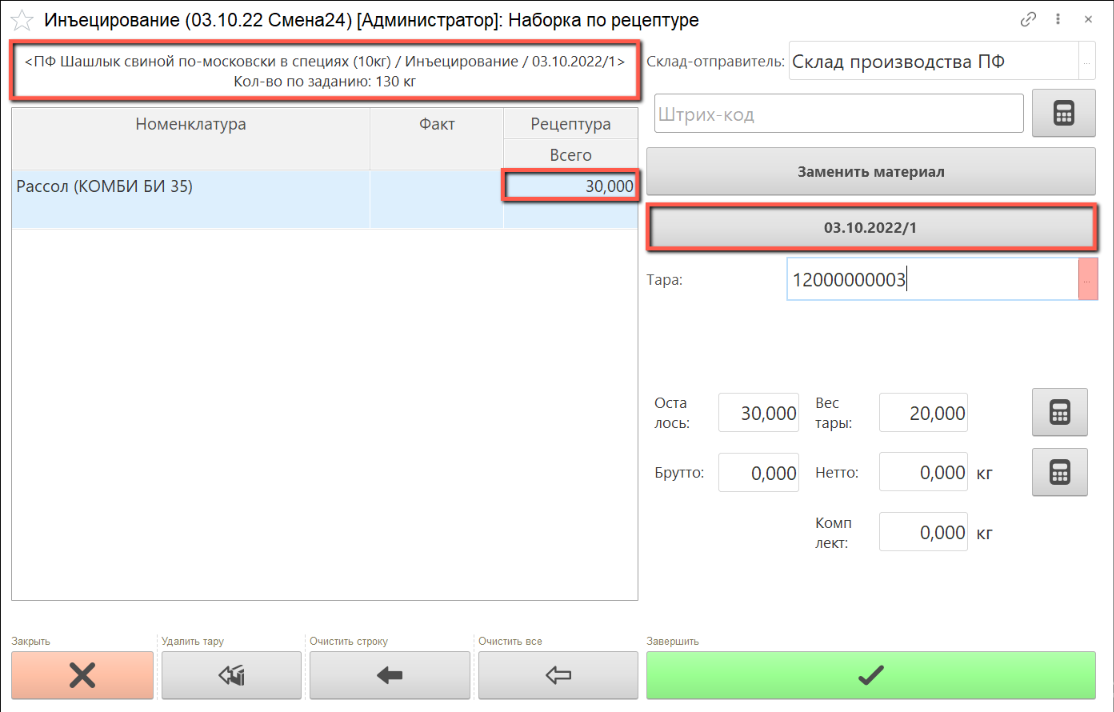 Инъецирование (03.10.22 Смена24) [Администратор]: Наборка по рецептуре
<ПФ Шашлык свиной по-московски в специях (10кг) / Инъецирование / 03.10.2022/1>
Кол-во по заданию: 130 кг
Склад-отправитель: Склад производства ПФ ...
Штрих-код
Номенклатура Факт Рецептура
Всего
Рассол (КОМБИ БИ 35) 30,000
Заменить материал
03.10.2022/1
Тара: 12000000003 ...
Оста
лось: 30,000 Вес
тары: 20,000
Брутто: 0,000 Нетто: 0,000 кг
Комп
лект: 0,000 кг
Закрыть Удалить тару Очистить строку Очистить все Завершить